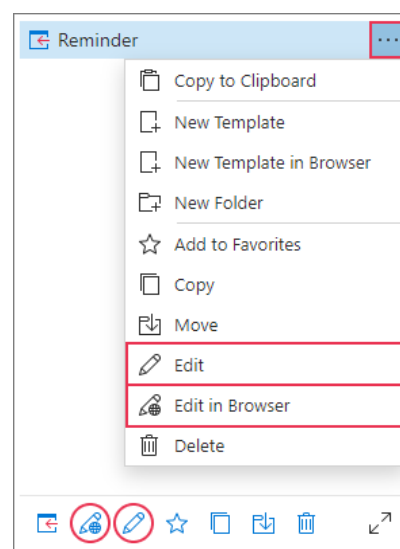 Reminder
Copy to Clipboard
New Template
New Template in Browser
New Folder
Add to Favorites
Copy
Move
Edit
Edit in Browser
Delete